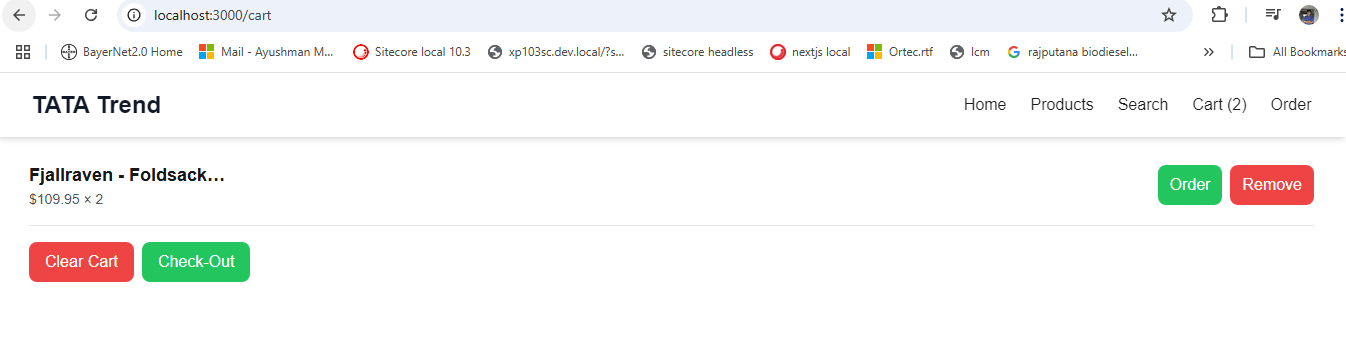 localhost:3000/cart
BayerNet2.0 Home Mail - Ayushman M... Sitecore local 10.3 xp103sc.dev.local/?s... sitecore headless nextjs local Ortec.rtf lcm rajputana biodiesel... » All Bookmarks
TATA Trend Home Products Search Cart (2) Order
Fjallraven - Foldsack… Order Remove
$109.95 × 2
Clear Cart Check-Out